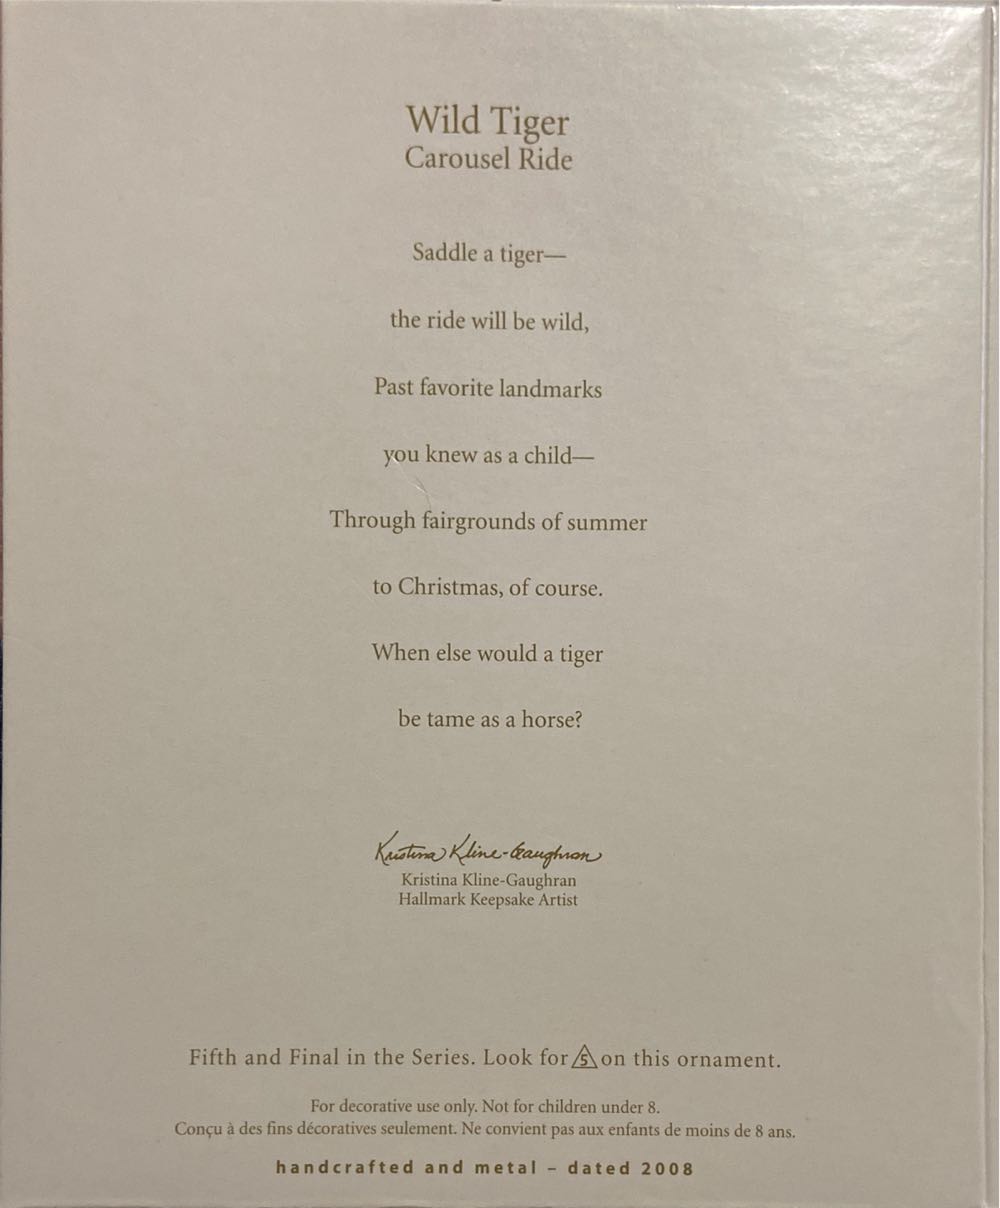 Wild Tiger
Carousel Ride
Saddle a tiger—
the ride will be wild,
Past favorite landmarks
you knew as a child—
Through fairgrounds of summer
to Christmas, of course.
When else would a tiger
be tame as a horse?
Kristina Kline-Gaughran
Kristina Kline-Gaughran
Hallmark Keepsake Artist
Fifth and Final in the Series. Look for 5 on this ornament.
For decorative use only. Not for children under 8.
Conçu à des fins décoratives seulement. Ne convient pas aux enfants de moins de 8 ans.
handcrafted and metal – dated 2008